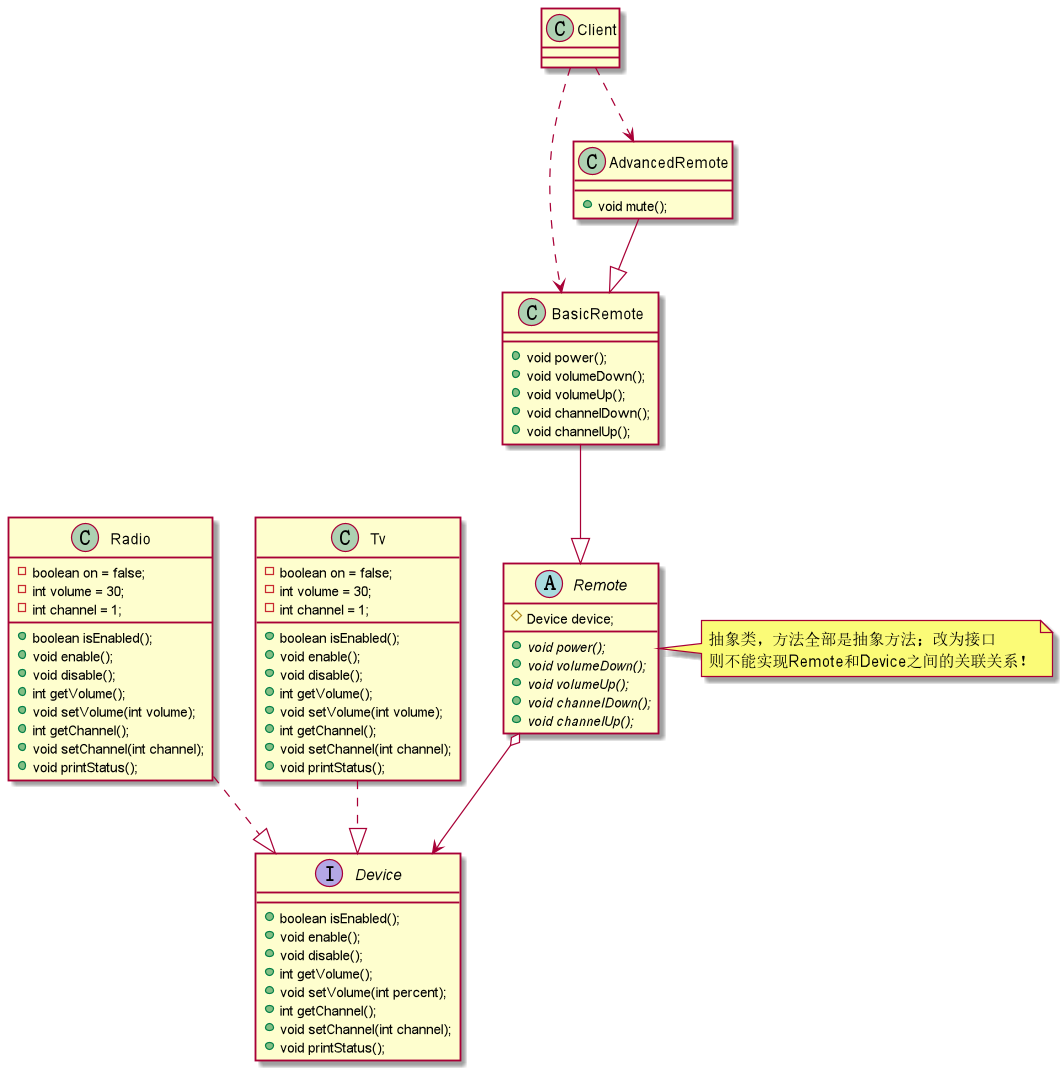 C Client
C AdvancedRemote
void mute();
C BasicRemote
void power();
void volumeDown();
void volumeUp();
void channelDown();
void channelUp();
C Radio
boolean on = false;
int volume = 30;
int channel = 1;
boolean isEnabled();
void enable();
void disable();
int getVolume();
void setVolume(int volume);
int getChannel();
void setChannel(int channel);
void printStatus();
C Tv
boolean on = false;
int volume = 30;
int channel = 1;
boolean isEnabled();
void enable();
void disable();
int getVolume();
void setVolume(int volume);
int getChannel();
void setChannel(int channel);
void printStatus();
A Remote
Device device;
void power();
void volumeDown();
void volumeUp();
void channelDown();
void channelUp();
抽象类，方法全部是抽象方法；改为接口
则不能实现Remote和Device之间的关联关系！
I Device
boolean isEnabled();
void enable();
void disable();
int getVolume();
void setVolume(int percent);
int getChannel();
void setChannel(int channel);
void printStatus();